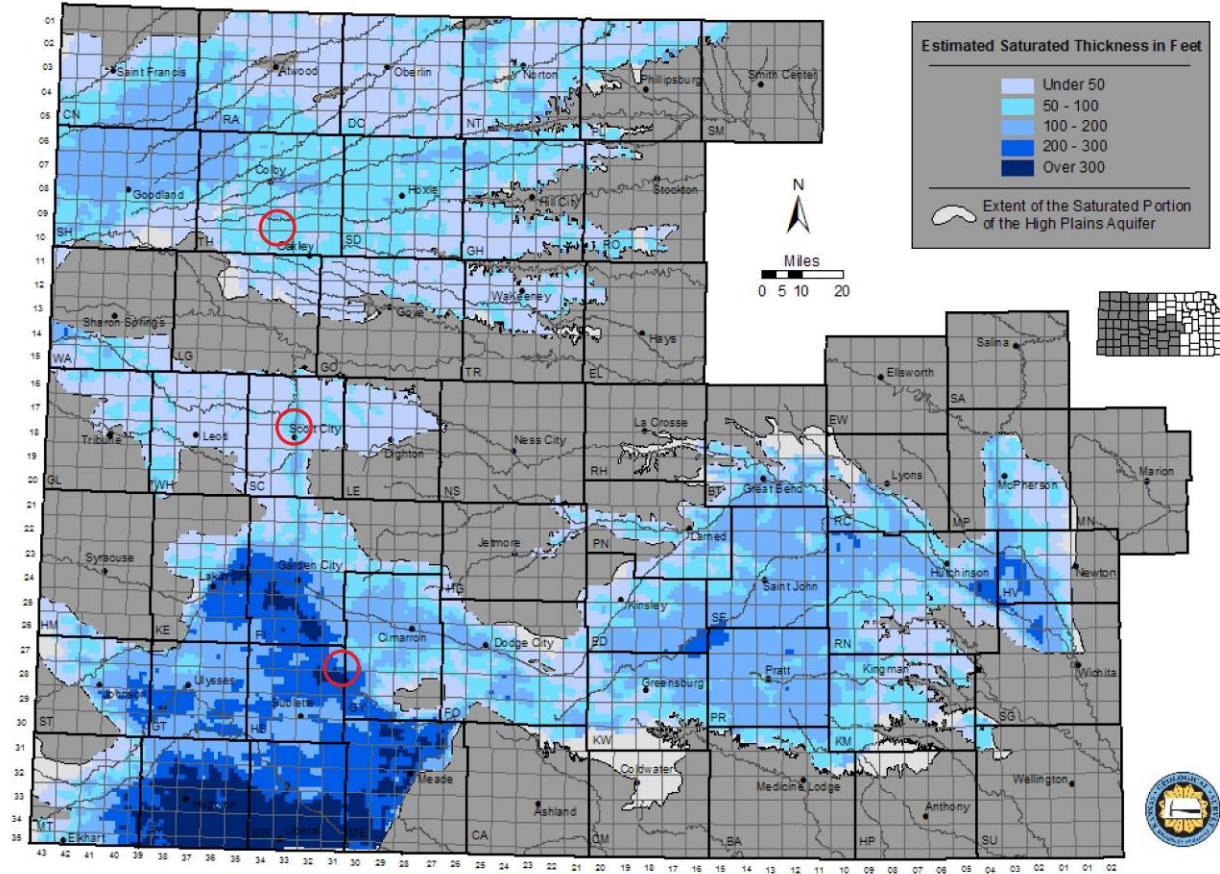 Estimated Saturated Thickness in Feet
Under 50
50 - 100
100 - 200
200 - 300
Over 300
Extent of the Saturated Portion
of the High Plains Aquifer
N
Miles
0 5 10 20
01
02
03
04
05
06
07
08
09
10
11
12
13
14
15
16
17
18
19
20
21
22
23
24
25
26
27
28
29
30
31
32
33
34
35
Saint Francis
Atwood
Oberlin
Norton
Phillipsburg
Smith Center
CN
RA
DC
NT
PL
SM
Goodland
Colby
Hoxie
Hill City
Stockton
SH
TH
Oakley
SD
GH
RO
Sharon Springs
Gove
WaKeeney
Hays
WA
LG
GO
TR
EL
Ellsworth
Salina
EW
SA
Tribune
Leoti
Scott City
Dighton
Ness City
La Crosse
Great Bend
Lyons
McPherson
Marion
GL
WH
SC
LE
NS
RH
BT
RC
MP
MN
Syracuse
Lakin
Garden City
Jetmore
Larned
Saint John
Hutchinson
Newton
HM
KE
FI
HG
PN
SF
HV
Cimarron
Kinsley
Dodge City
ED
RN
Johnson
Ulysses
Sublette
Greensburg
Pratt
Kingman
Wichita
ST
GT
HS
GY
FO
KW
PR
KM
SG
Hugoton
Liberal
Meade
Ashland
Coldwater
Medicine Lodge
Anthony
Wellington
MT
Elkhart
SW
ME
CA
CM
BA
HP
SU
43 42 40 39 37 36 34 33 31 30 28 27 25 24 22 21 19 18 16 15 13 12 11 10 09 08 07 06 05 04 03 02 01 01 02